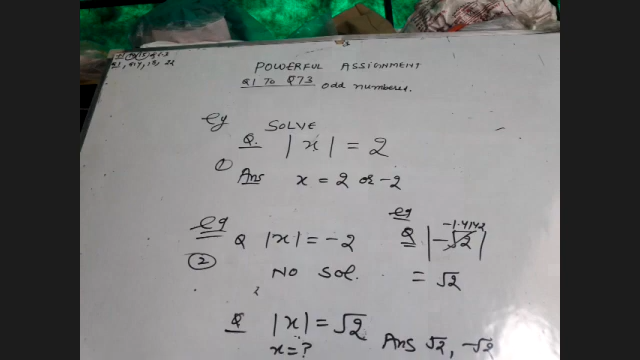 POWERFUL ASSIGNMENT
Q1 TO Q73 odd numbers.
eg SOLVE
Q. |x| = 2
① Ans x = 2 or -2
eg
② Q |x| = -2
NO SOL.
eg
-1.4142
Q |-√2|
= √2
Q |x| = √2
x = ?
Ans √2, -√2